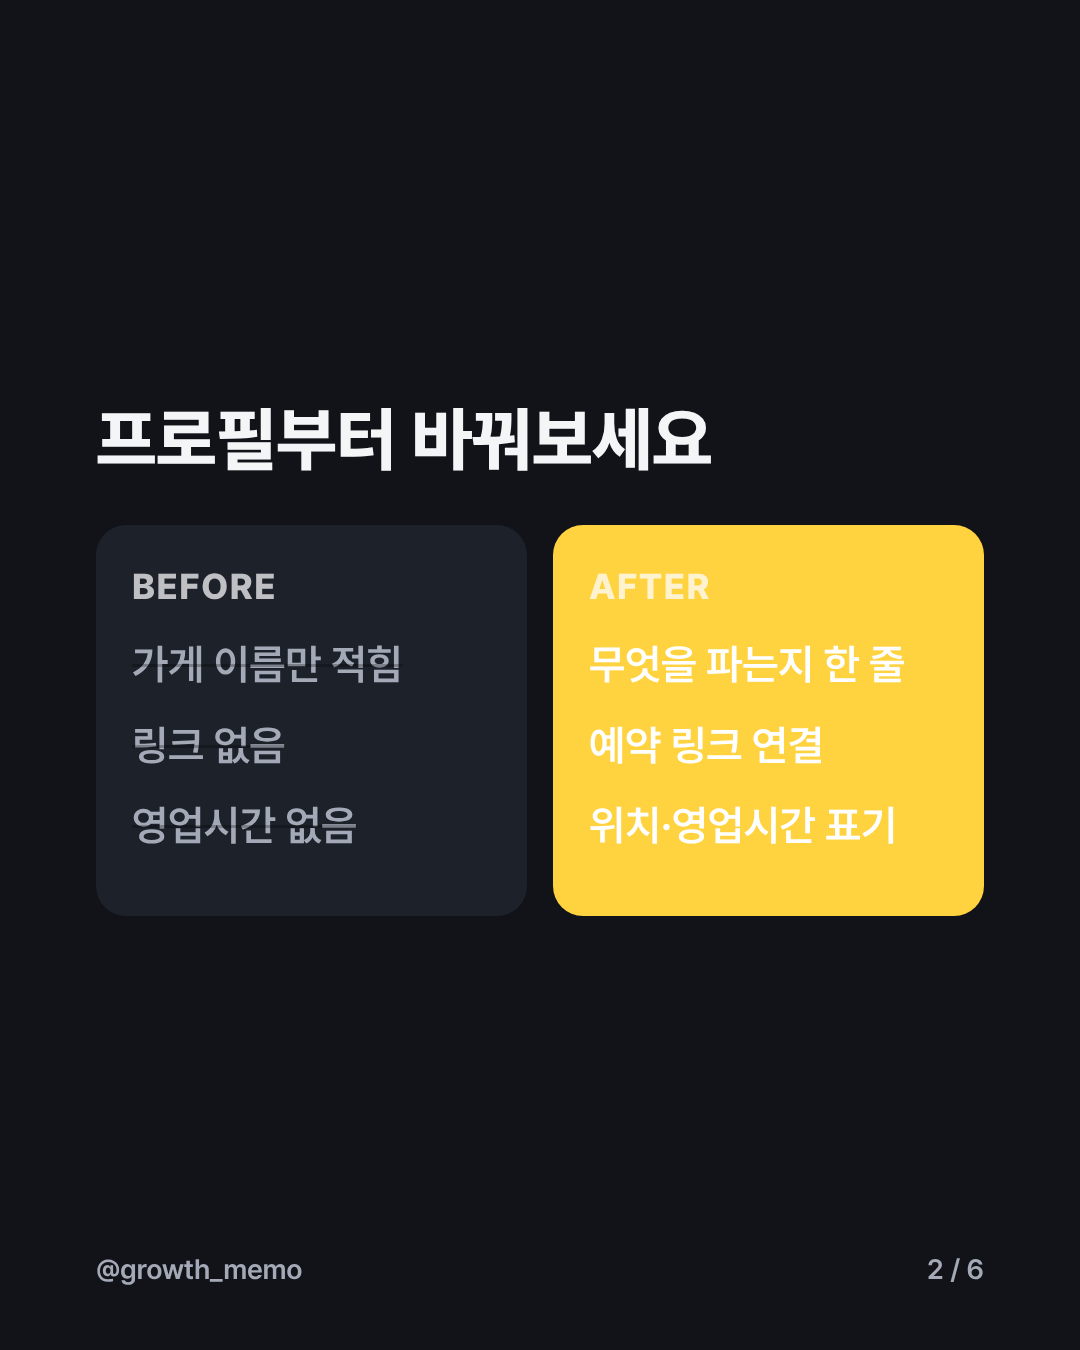 프로필부터 바꿔보세요
BEFORE
가게 이름만 적힘
링크 없음
영업시간 없음
AFTER
무엇을 파는지 한 줄
예약 링크 연결
위치·영업시간 표기
@growth_memo
2 / 6